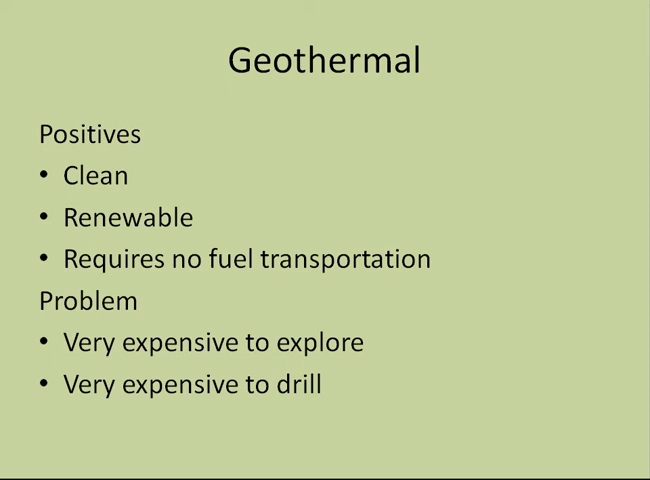 Geothermal
Positives
• Clean
• Renewable
• Requires no fuel transportation
Problem
• Very expensive to explore
• Very expensive to drill